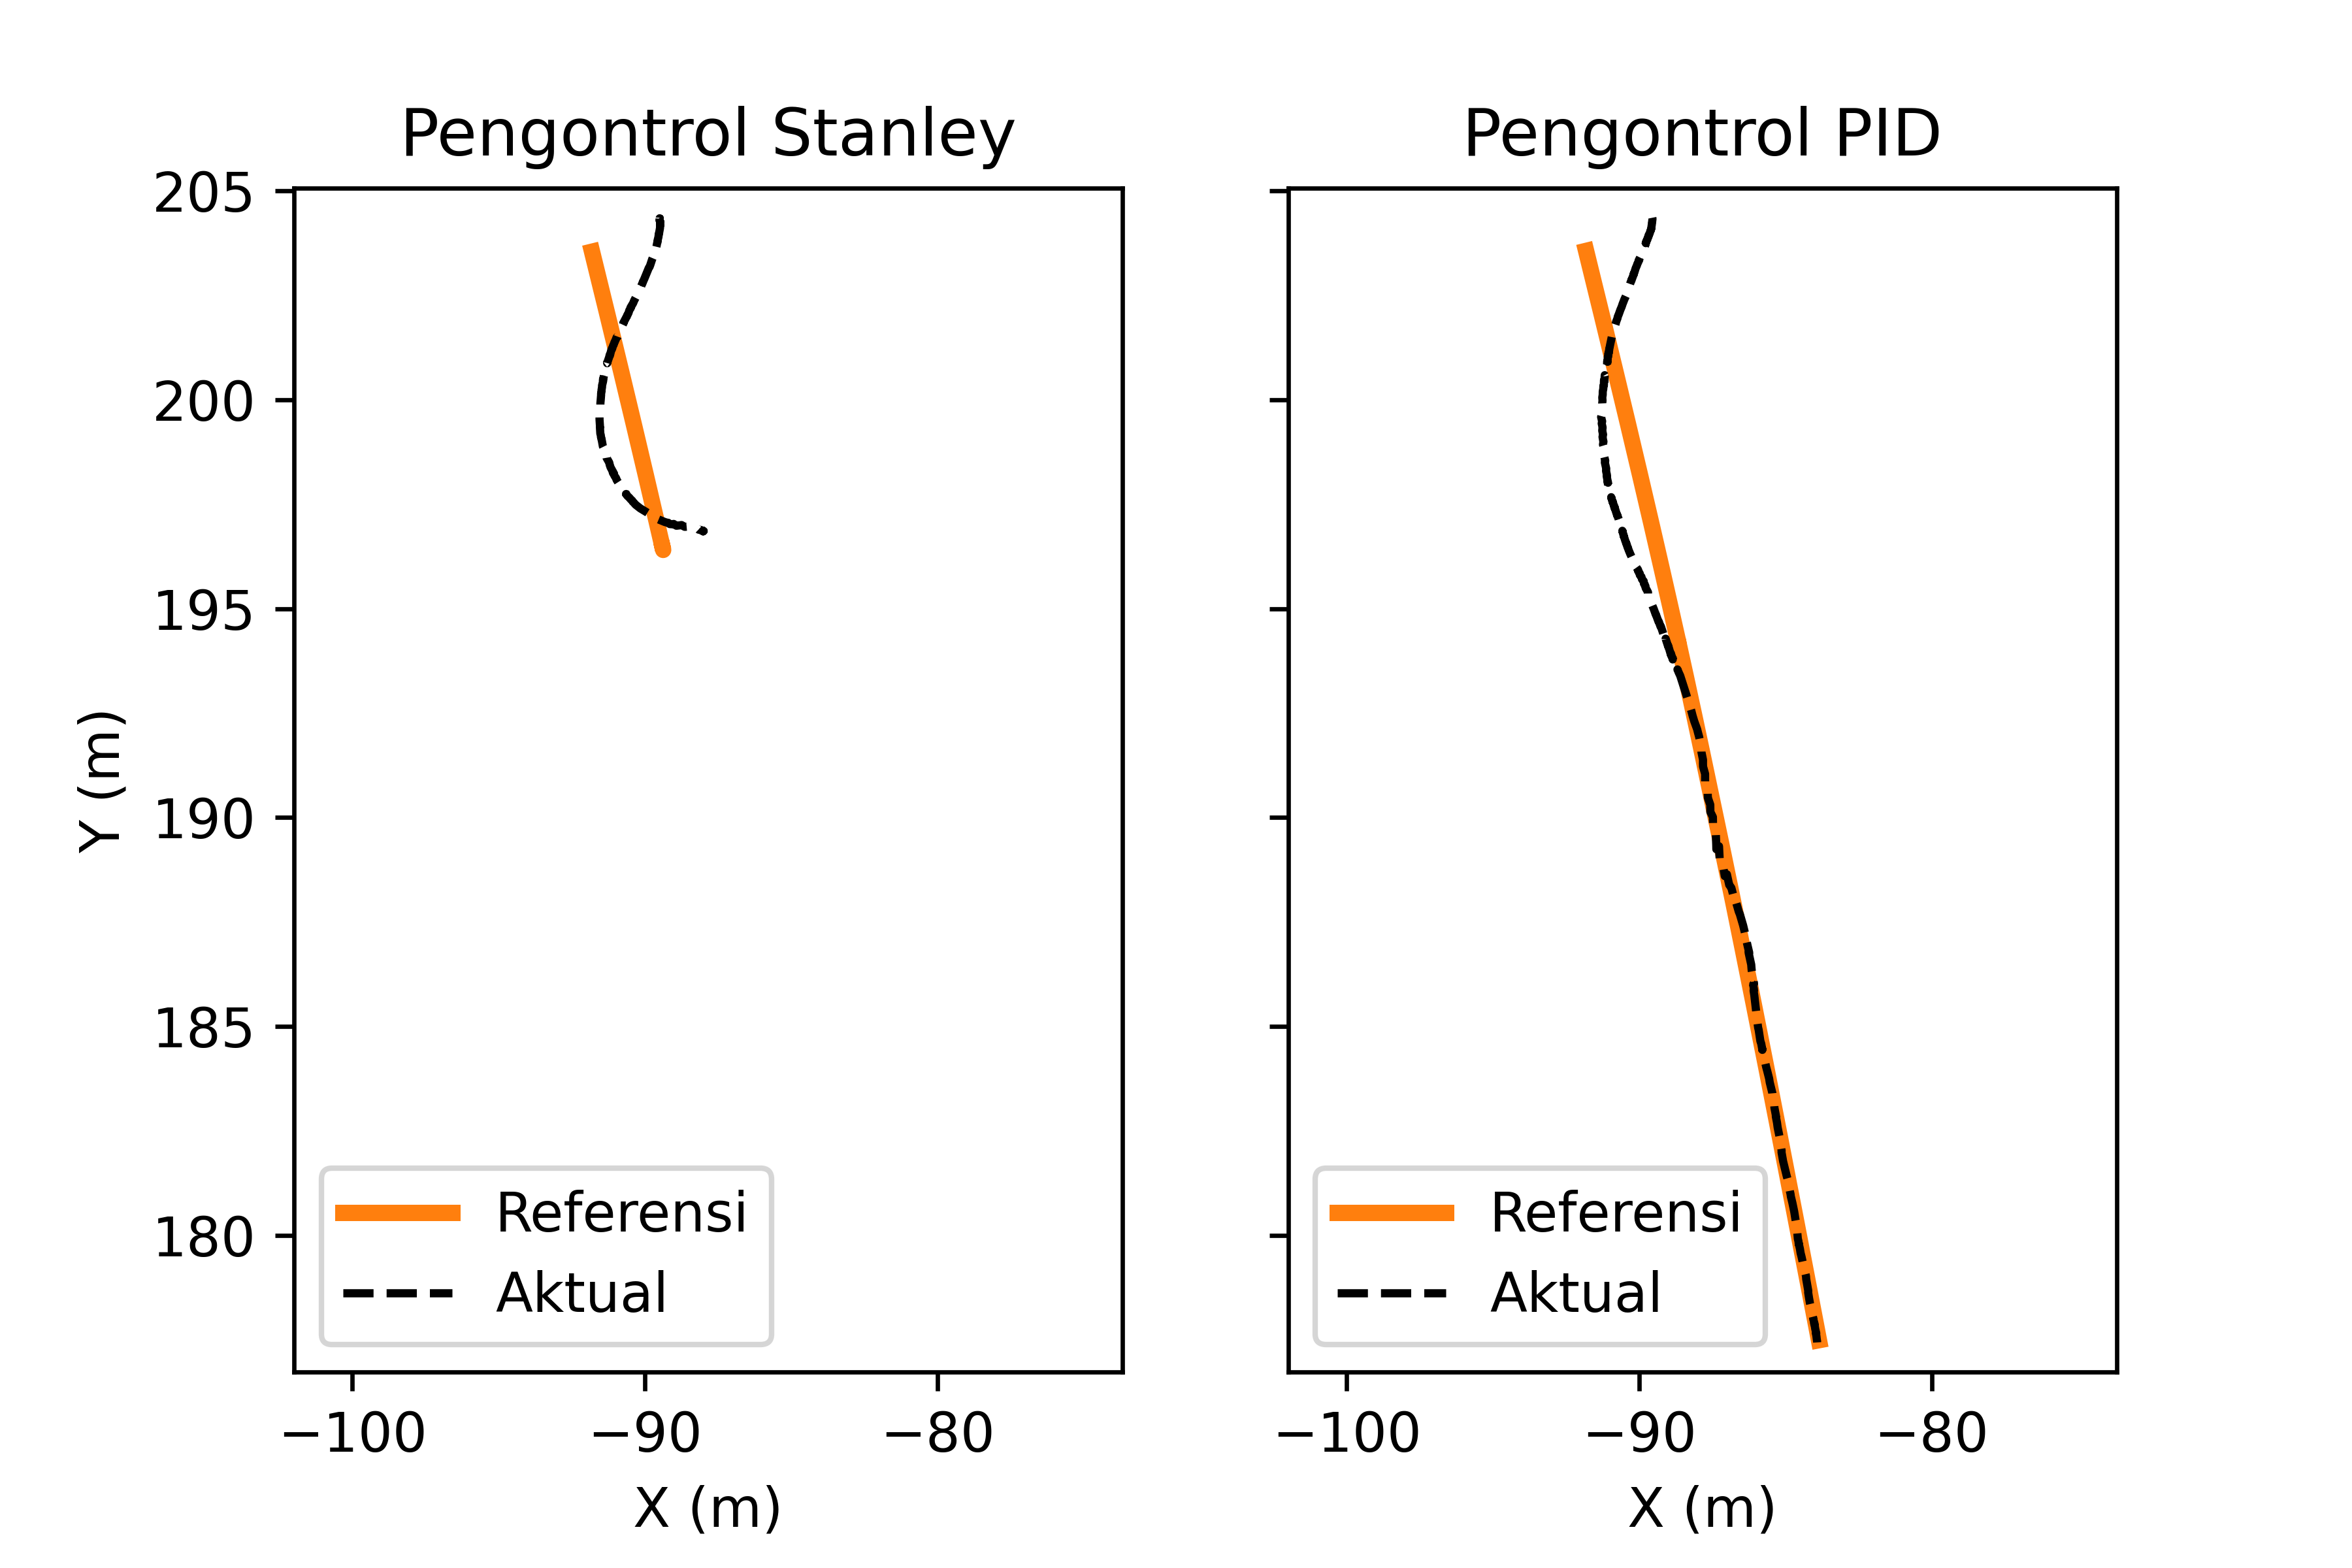 Pengontrol Stanley
Pengontrol PID
205
200
195
190
185
180
Y (m)
Referensi
Aktual
Referensi
Aktual
−100
−90
−80
−100
−90
−80
X (m)
X (m)